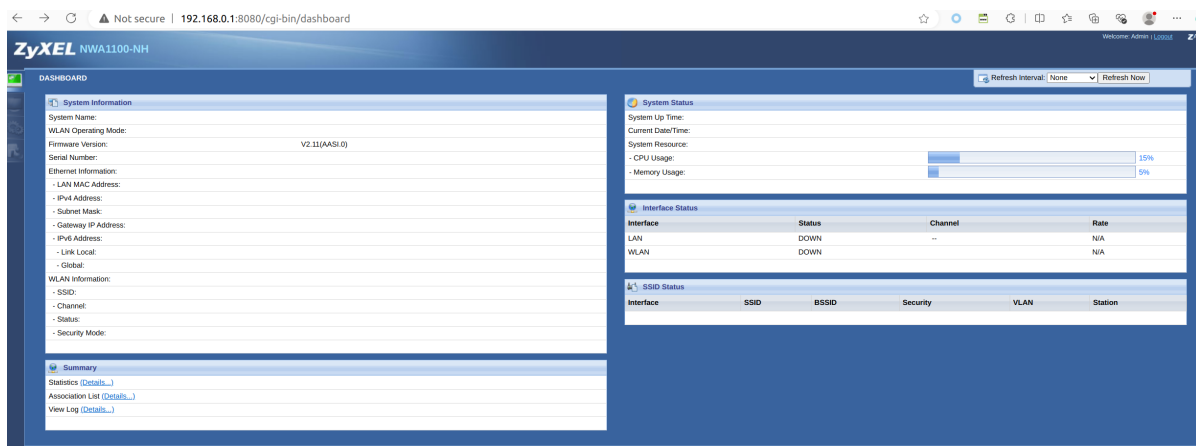 Not secure | 192.168.0.1:8080/cgi-bin/dashboard
ZyXEL NWA1100-NH
Welcome: Admin | Logout
DASHBOARD
Refresh Interval: None Refresh Now
System Information
System Name:
WLAN Operating Mode:
Firmware Version: V2.11(AASI.0)
Serial Number:
Ethernet Information:
- LAN MAC Address:
- IPv4 Address:
- Subnet Mask:
- Gateway IP Address:
- IPv6 Address:
- Link Local:
- Global:
WLAN Information:
- SSID:
- Channel:
- Status:
- Security Mode:
Summary
Statistics (Details...)
Association List (Details...)
View Log (Details...)
System Status
System Up Time:
Current Date/Time:
System Resource:
- CPU Usage: 15%
- Memory Usage: 5%
Interface Status
Interface Status Channel Rate
LAN DOWN -- N/A
WLAN DOWN N/A
SSID Status
Interface SSID BSSID Security VLAN Station